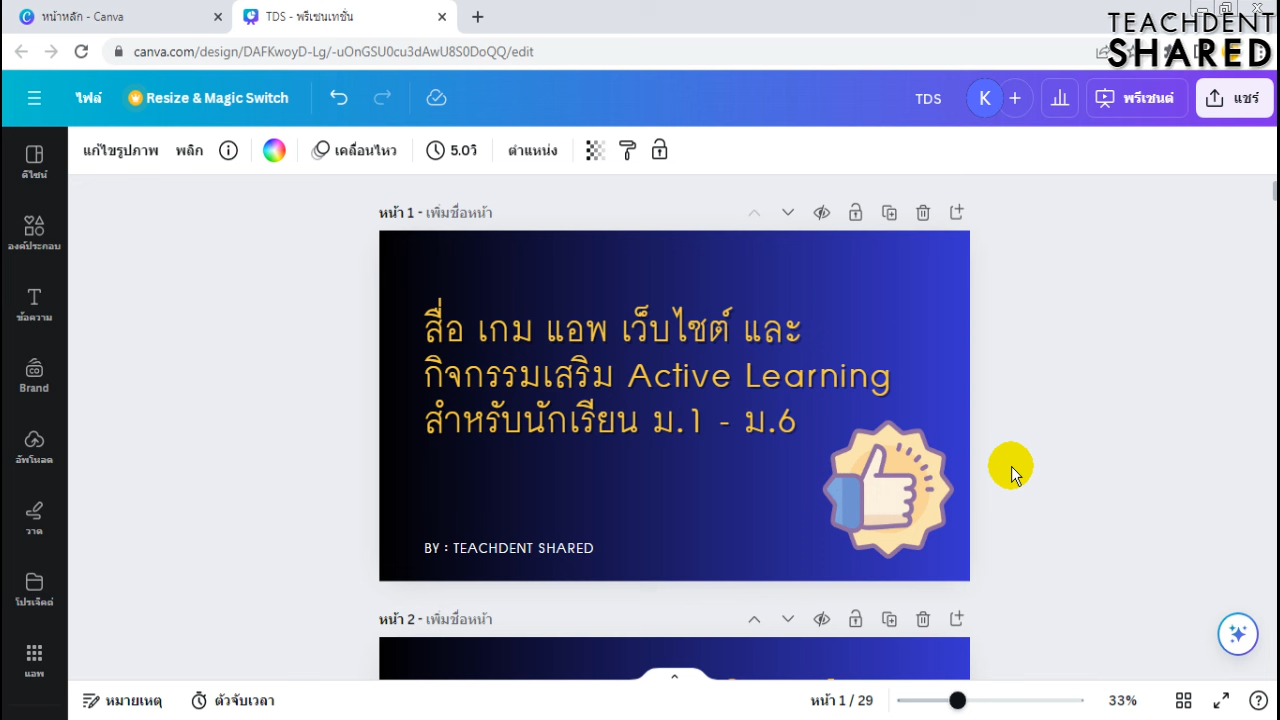 หน้าหลัก - Canva
TDS - พรีเซนเทชั่น
TEACHDENT
SHARED
canva.com/design/DAFKwoyD-Lg/-uOnGSU0cu3dAwU8S0DoQQ/edit
ไฟล์
Resize & Magic Switch
TDS
K
พรีเซนต์
แชร์
แก้ไขรูปภาพ
พลิก
เคลื่อนไหว
5.0วิ
ตำแหน่ง
ดีไซน์
องค์ประกอบ
ข้อความ
Brand
อัพโหลด
วาด
โปรเจ็คต์
แอพ
หน้า 1 - เพิ่มชื่อหน้า
สื่อ เกม แอพ เว็บไซต์ และ
กิจกรรมเสริม Active Learning
สำหรับนักเรียน ม.1 - ม.6
BY : TEACHDENT SHARED
หน้า 2 - เพิ่มชื่อหน้า
หมายเหตุ
ตัวจับเวลา
หน้า 1 / 29
33%